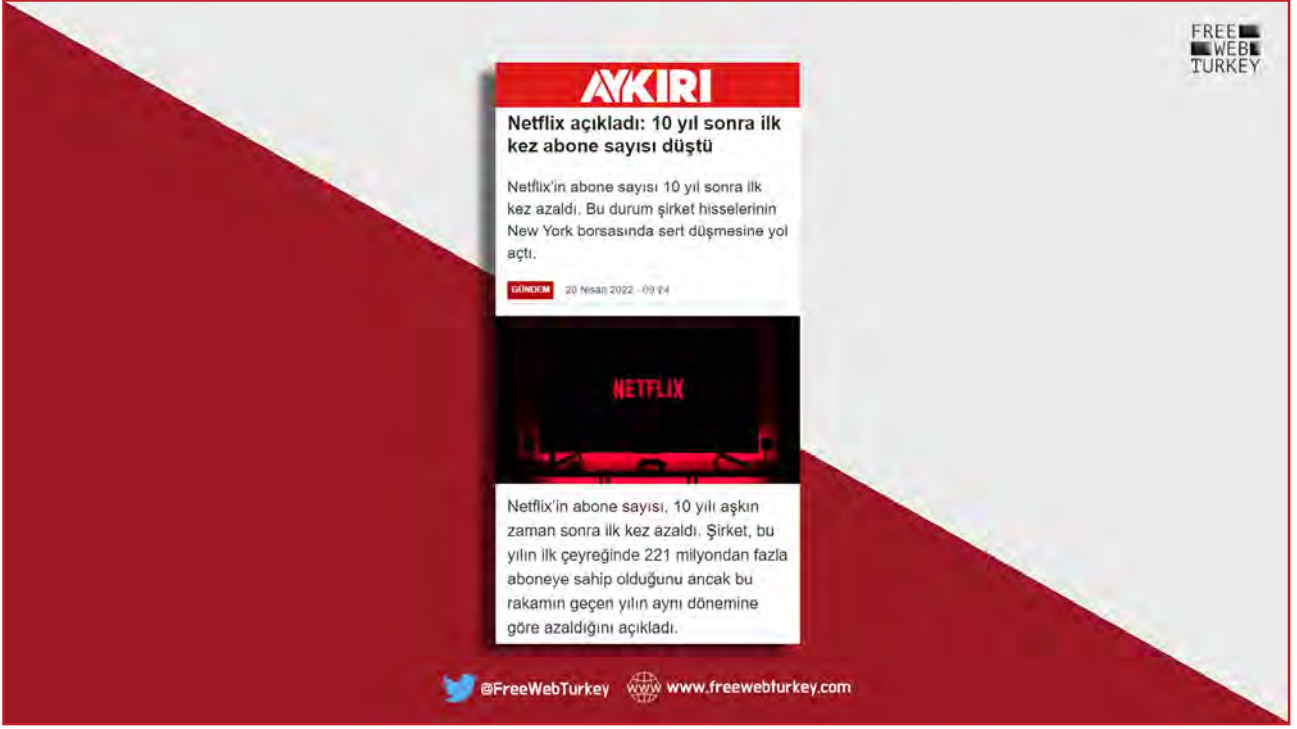 FREE
WEB
TURKEY
AYKIRI
Netflix açıkladı: 10 yıl sonra ilk
kez abone sayısı düştü
Netflix'in abone sayısı 10 yıl sonra ilk
kez azaldı. Bu durum şirket hisselerinin
New York borsasında sert düşmesine yol
açtı.
GÜNDEM 20 Nisan 2022 - 09:24
NETFLIX
Netflix'in abone sayısı, 10 yılı aşkın
zaman sonra ilk kez azaldı. Şirket, bu
yılın ilk çeyreğinde 221 milyondan fazla
aboneye sahip olduğunu ancak bu
rakamın geçen yılın aynı dönemine
göre azaldığını açıkladı.
@FreeWebTurkey www www.freewebturkey.com